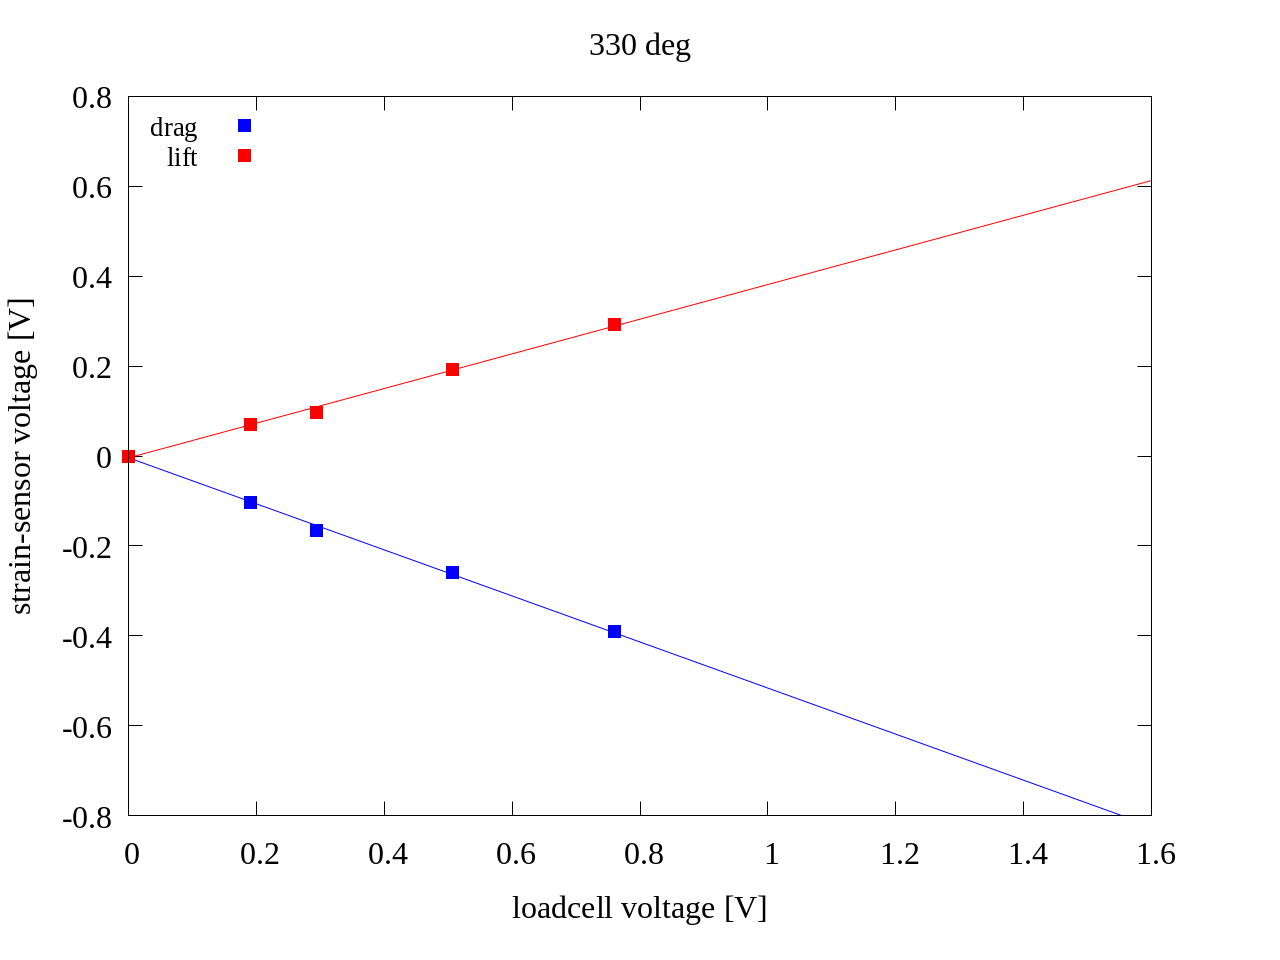 330 deg
drag
lift
0.8
0.6
0.4
0.2
0
-0.2
-0.4
-0.6
-0.8
strain-sensor voltage [V]
0 0.2 0.4 0.6 0.8 1 1.2 1.4 1.6
loadcell voltage [V]